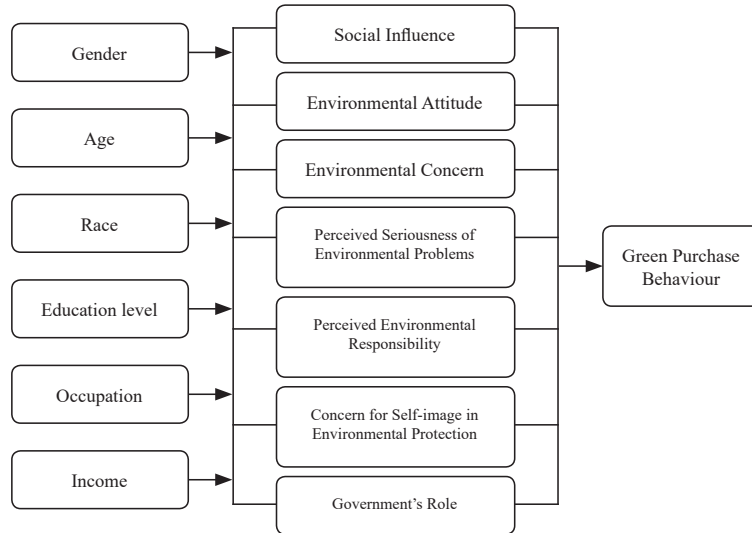 Gender
Age
Race
Education level
Occupation
Income
Social Influence
Environmental Attitude
Environmental Concern
Perceived Seriousness of
Environmental Problems
Perceived Environmental
Responsibility
Concern for Self-image in
Environmental Protection
Government's Role
Green Purchase
Behaviour